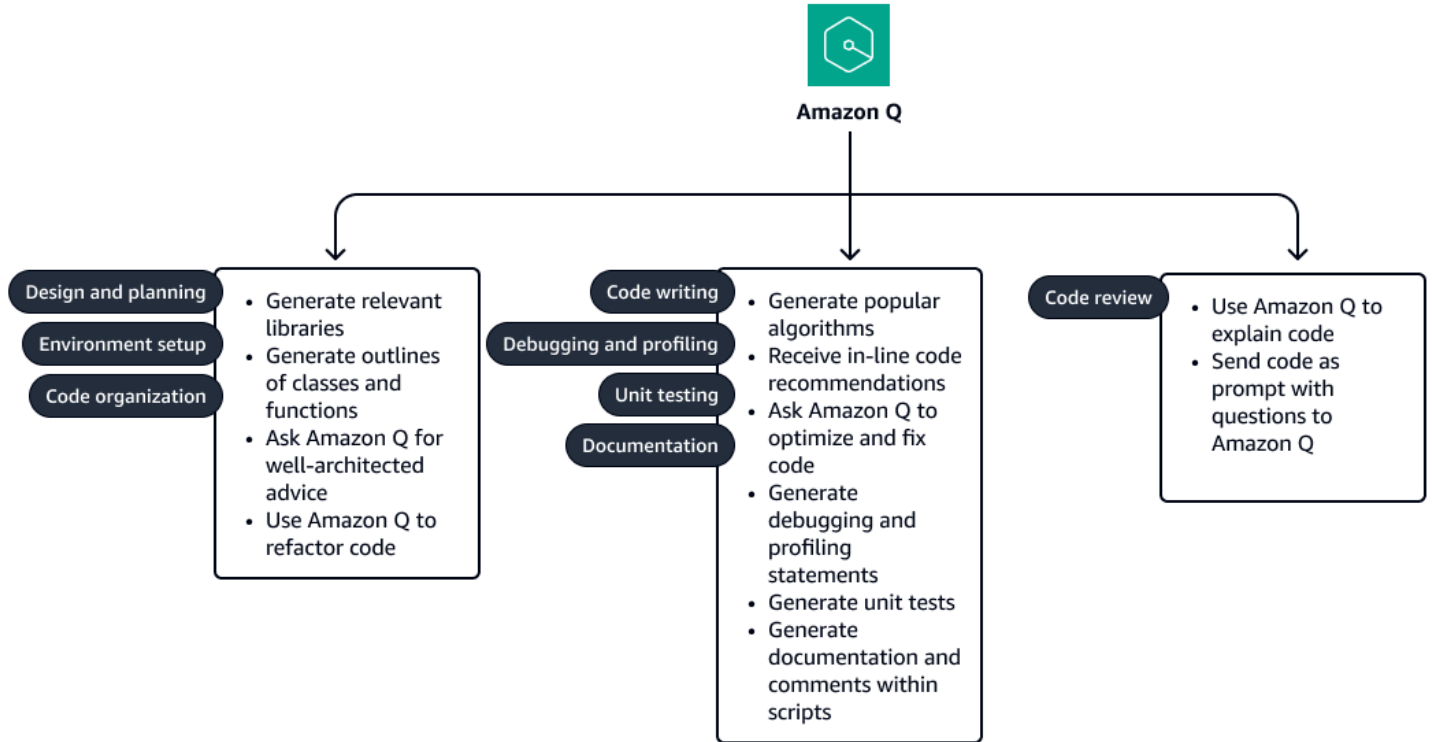 Amazon Q
Design and planning
Environment setup
Code organization
• Generate relevant
libraries
• Generate outlines
of classes and
functions
• Ask Amazon Q for
well-architected
advice
• Use Amazon Q to
refactor code
Code writing
Debugging and profiling
Unit testing
Documentation
• Generate popular
algorithms
• Receive in-line code
recommendations
• Ask Amazon Q to
optimize and fix
code
• Generate
debugging and
profiling
statements
• Generate unit tests
• Generate
documentation and
comments within
scripts
Code review
• Use Amazon Q to
explain code
• Send code as
prompt with
questions to
Amazon Q